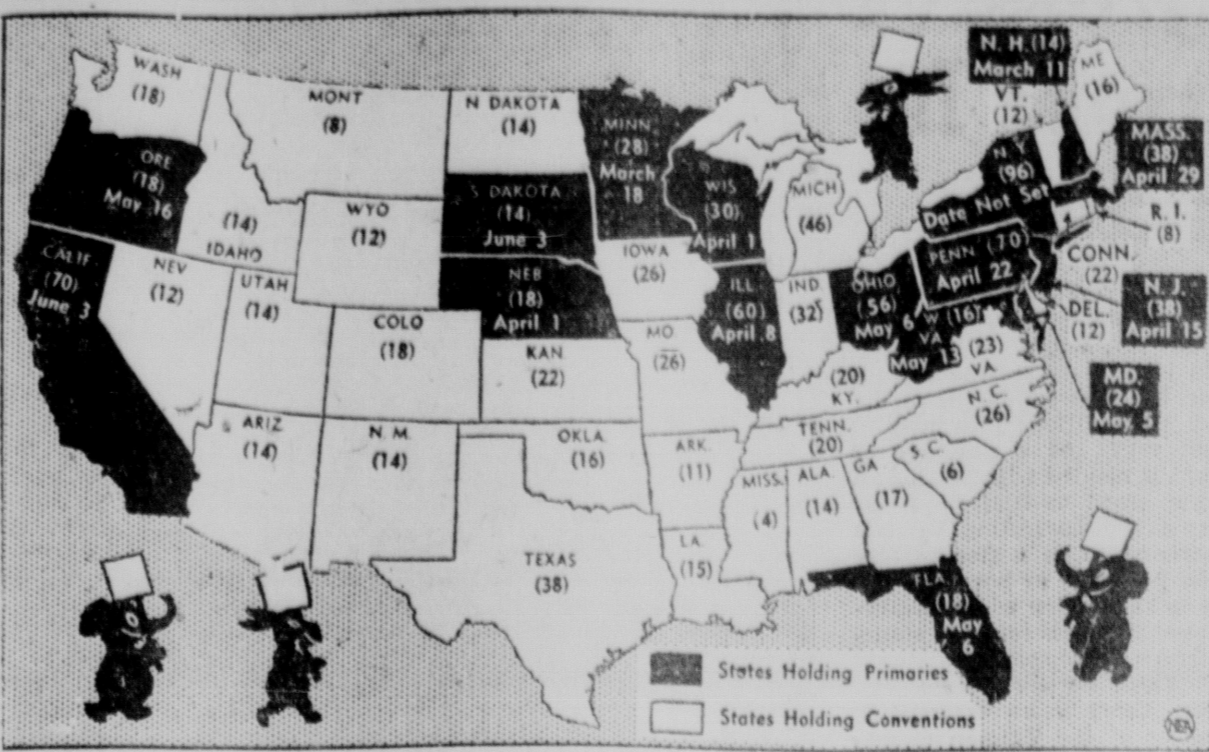 WASH
(18)
MONT
(8)
N DAKOTA
(14)
MINN
(28)
March
18
N. H. (14)
March 11
ME
(16)
VT.
(12)
MASS.
(38)
April 29
ORE
(18)
May 16
(14)
IDAHO
WYO
(12)
S DAKOTA
(14)
June 3
WIS
(30)
April 1
MICH
(46)
N. Y.
(96)
Date Not Set
R. I.
(8)
CONN.
(22)
CALIF.
(70)
June 3
NEV
(12)
UTAH
(14)
COLO
(18)
NEB
(18)
April 1
IOWA
(26)
ILL
(60)
April 8
IND.
(32)
OHIO
(56)
May 6
PENN (70)
April 22
N. J.
(38)
April 15
DEL.
(12)
W (16)
VA
May 13
(23)
VA
MD.
(24)
May 5
KAN
(22)
MO
(26)
(20)
KY.
N. C.
(26)
ARIZ
(14)
N. M.
(14)
OKLA.
(16)
ARK.
(11)
TENN.
(20)
S. C.
(6)
MISS.
(4)
ALA.
(14)
GA
(17)
TEXAS
(38)
LA.
(15)
FLA.
(18)
May
6
States Holding Primaries
States Holding Conventions
NEA